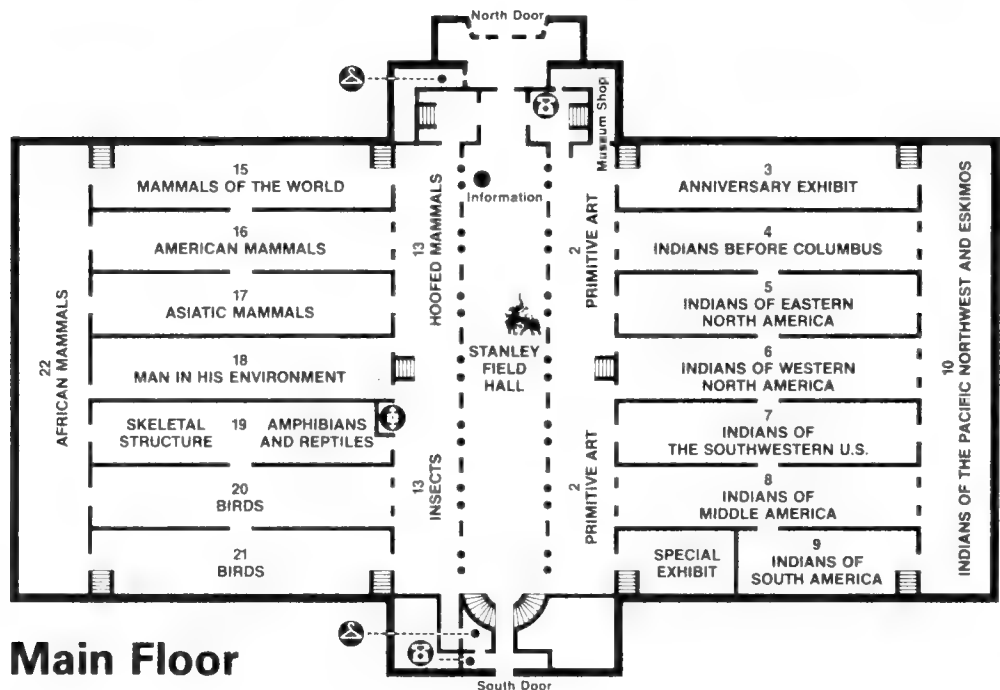 North Door
Museum Shop
Information
15
MAMMALS OF THE WORLD
16
AMERICAN MAMMALS
17
ASIATIC MAMMALS
18
MAN IN HIS ENVIRONMENT
SKELETAL
STRUCTURE
19
AMPHIBIANS
AND REPTILES
20
BIRDS
21
BIRDS
22
AFRICAN MAMMALS
13
HOOFED MAMMALS
13
INSECTS
STANLEY
FIELD
HALL
2
PRIMITIVE ART
2
PRIMITIVE ART
3
ANNIVERSARY EXHIBIT
4
INDIANS BEFORE COLUMBUS
5
INDIANS OF EASTERN
NORTH AMERICA
6
INDIANS OF WESTERN
NORTH AMERICA
7
INDIANS OF
THE SOUTHWESTERN U.S.
8
INDIANS OF
MIDDLE AMERICA
SPECIAL
EXHIBIT
9
INDIANS OF
SOUTH AMERICA
10
INDIANS OF THE PACIFIC NORTHWEST AND ESKIMOS
Main Floor
South Door